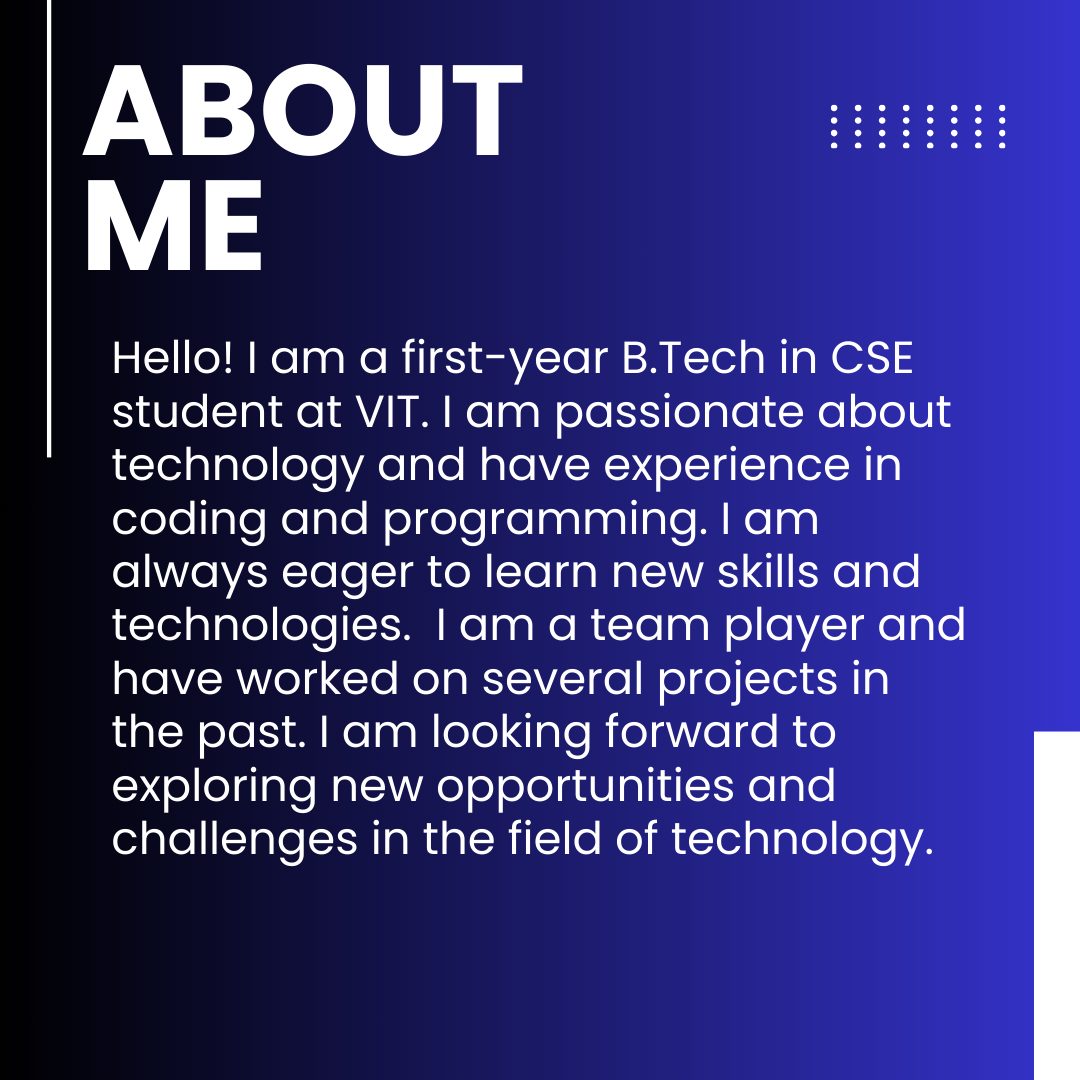 ABOUT
ME
Hello! I am a first-year B.Tech in CSE
student at VIT. I am passionate about
technology and have experience in
coding and programming. I am
always eager to learn new skills and
technologies.  I am a team player and
have worked on several projects in
the past. I am looking forward to
exploring new opportunities and
challenges in the field of technology.